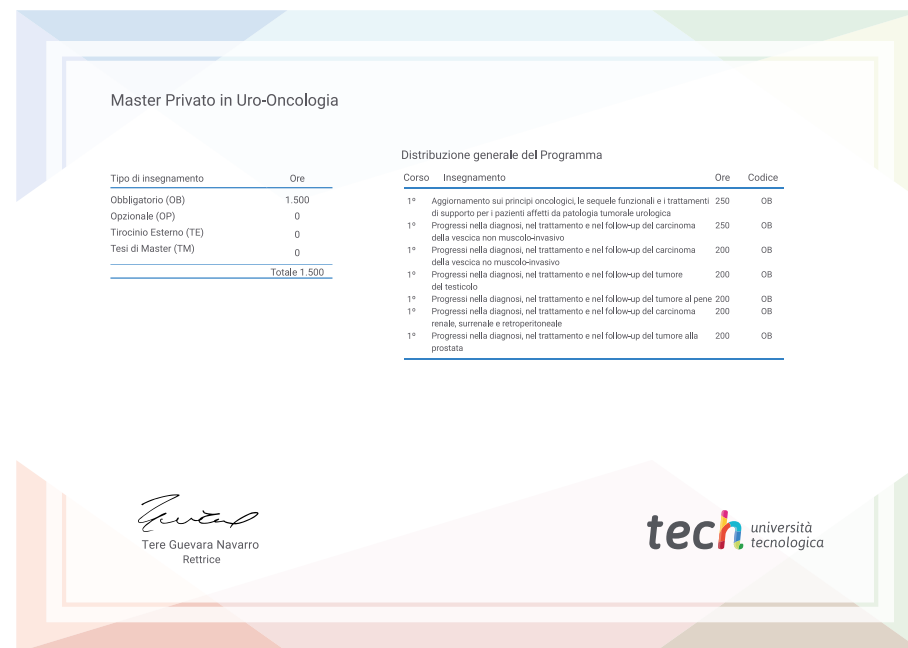 Master Privato in Uro-Oncologia
Tipo di insegnamento Ore
Obbligatorio (OB) 1.500
Opzionale (OP) 0
Tirocinio Esterno (TE) 0
Tesi di Master (TM) 0
Totale 1.500
Distribuzione generale del Programma
Corso Insegnamento Ore Codice
1º Aggiornamento sui principi oncologici, le sequele funzionali e i trattamenti 250 OB
di supporto per i pazienti affetti da patologia tumorale urologica
1º Progressi nella diagnosi, nel trattamento e nel follow-up del carcinoma 250 OB
della vescica non muscolo-invasivo
1º Progressi nella diagnosi, nel trattamento e nel follow-up del carcinoma 200 OB
della vescica no muscolo-invasivo
1º Progressi nella diagnosi, nel trattamento e nel follow-up del tumore 200 OB
del testicolo
1º Progressi nella diagnosi, nel trattamento e nel follow-up del tumore al pene 200 OB
1º Progressi nella diagnosi, nel trattamento e nel follow-up del carcinoma 200 OB
renale, surrenale e retroperitoneale
1º Progressi nella diagnosi, nel trattamento e nel follow-up del tumore alla 200 OB
prostata
Tere Guevara Navarro
Rettrice
tech università
tecnologica